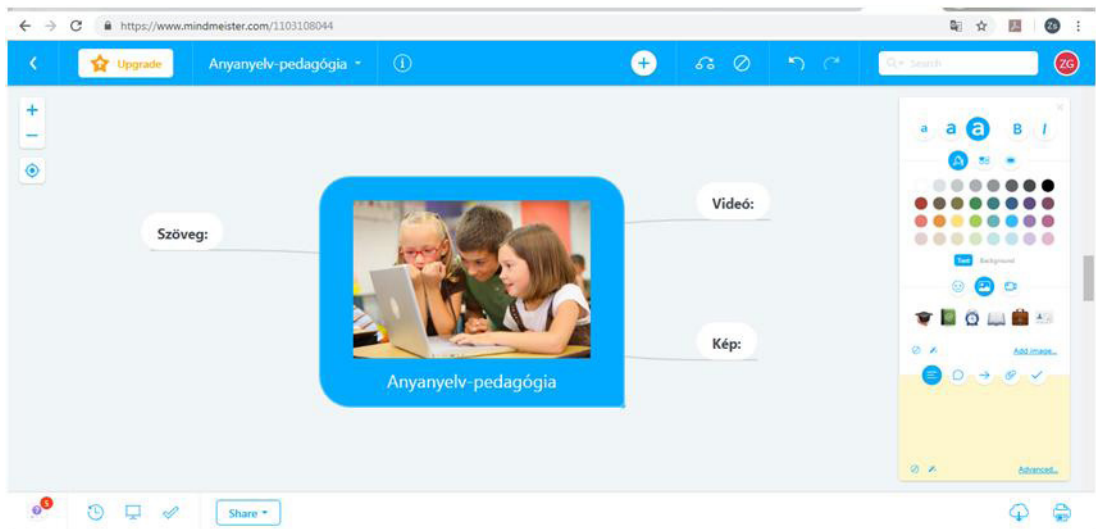 https://www.mindmeister.com/1103108044
Zs
Upgrade
Anyanyelv-pedagógia
Search
ZG
a a a B I
Szöveg:
Videó:
Kép:
Anyanyelv-pedagógia
Text Background
Add image...
Advanced...
5
Share